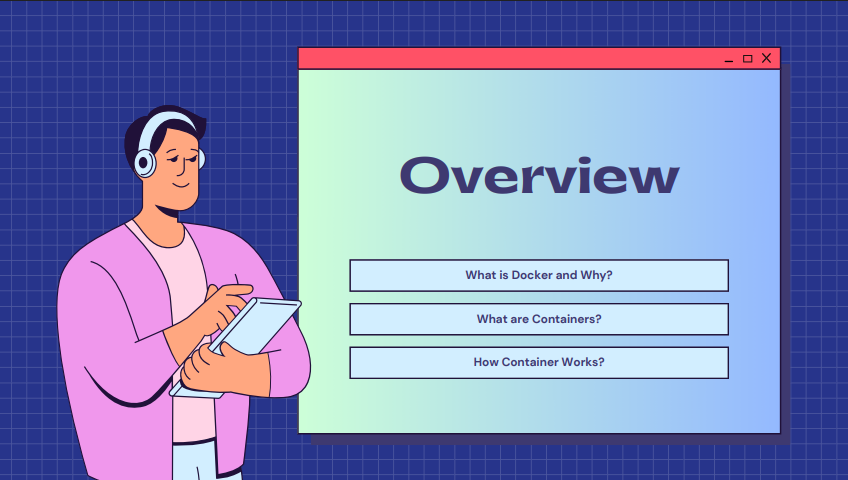 Overview
What is Docker and Why?
What are Containers?
How Container Works?